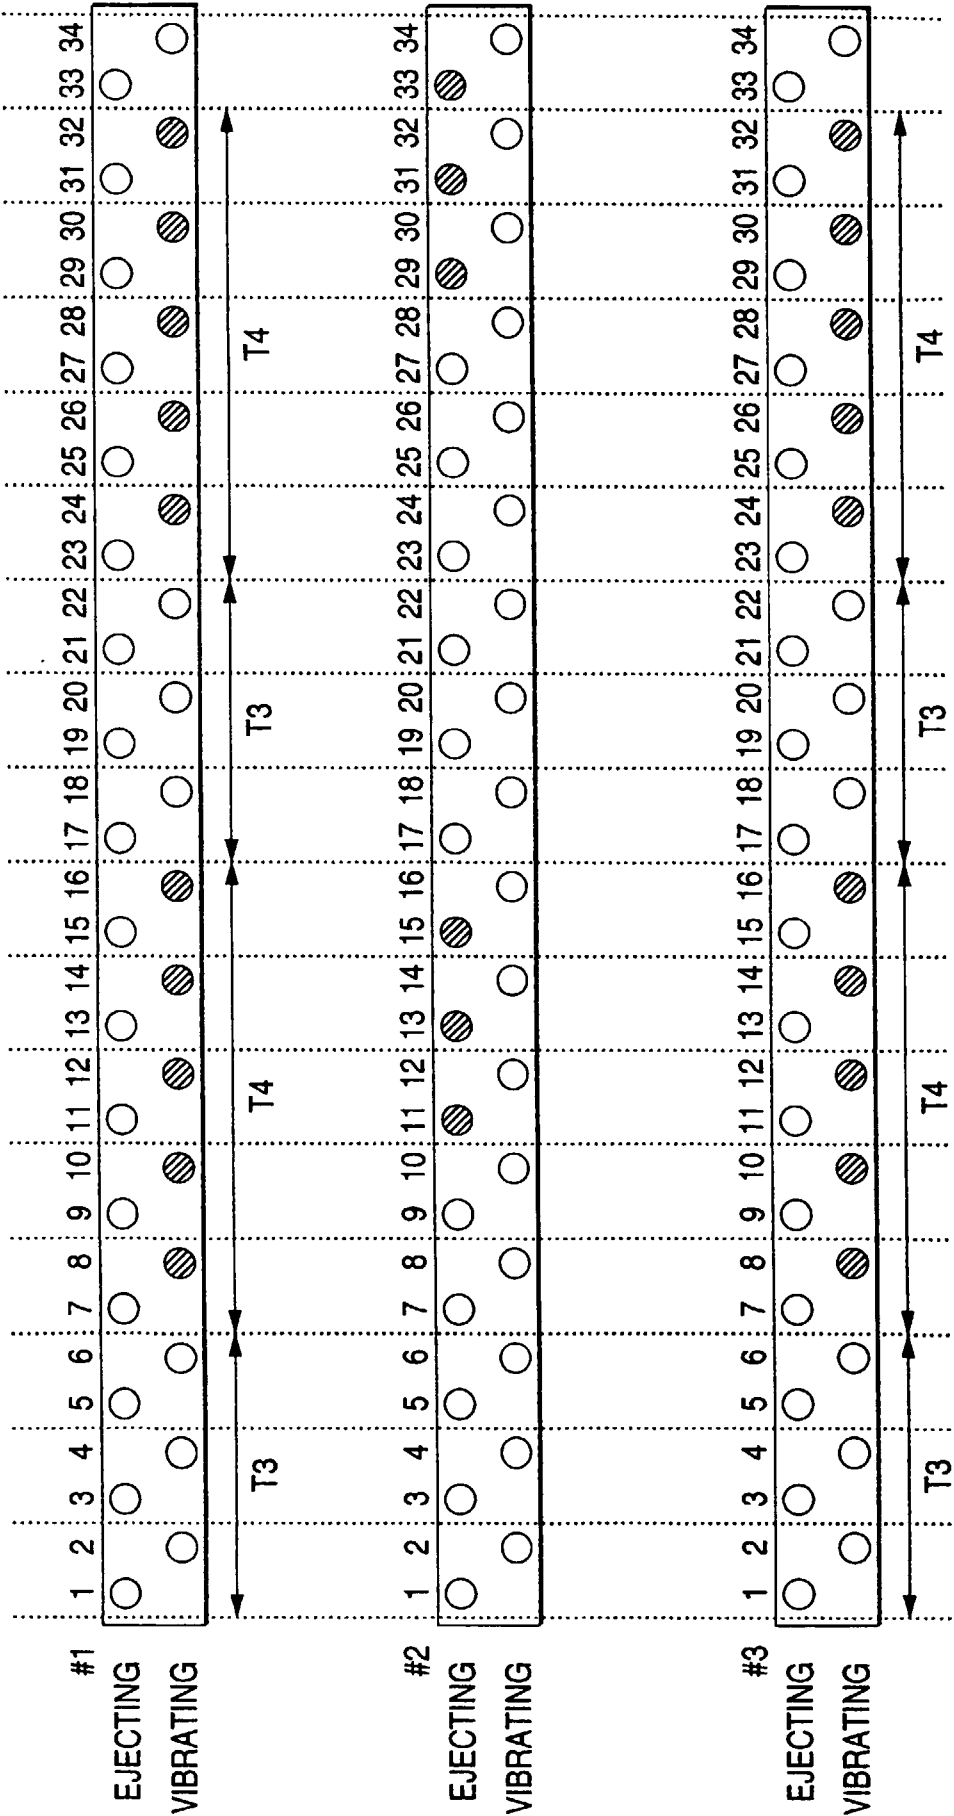 #1
1 2 3 4 5 6 7 8 9 10 11 12 13 14 15 16 17 18 19 20 21 22 23 24 25 26 27 28 29 30 31 32 33 34
EJECTING
VIBRATING
T3 T4 T3 T4
#2
1 2 3 4 5 6 7 8 9 10 11 12 13 14 15 16 17 18 19 20 21 22 23 24 25 26 27 28 29 30 31 32 33 34
EJECTING
VIBRATING
#3
1 2 3 4 5 6 7 8 9 10 11 12 13 14 15 16 17 18 19 20 21 22 23 24 25 26 27 28 29 30 31 32 33 34
EJECTING
VIBRATING
T3 T4 T3 T4